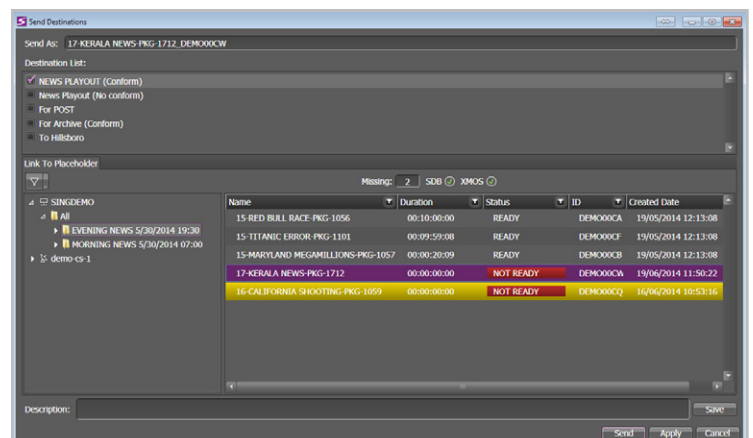 Send Destinations
Send As: 17-KERALA NEWS-PKG-1712_DEMO00CW
Destination List:
NEWS PLAYOUT (Conform)
News Playout (No conform)
For POST
For Archive (Conform)
To Hillsboro
Link To Placeholder
Missing: 2 SDB XMOS
SINGDEMO
All
EVENING NEWS 5/30/2014 19:30
MORNING NEWS 5/30/2014 07:00
demo-cs-1
Name Duration Status ID Created Date
15-RED BULL RACE-PKG-1056 00:10:00:00 READY DEMO00CA 19/05/2014 12:13:08
15-TITANIC ERROR-PKG-1101 00:09:59:08 READY DEMO00CF 19/05/2014 12:13:08
15-MARYLAND MEGAMILLIONS-PKG-1057 00:00:20:09 READY DEMO00CB 19/05/2014 12:13:08
17-KERALA NEWS-PKG-1712 00:00:00:00 NOT READY DEMO00CW 19/06/2014 11:50:22
16-CALIFORNIA SHOOTING-PKG-1059 00:00:00:00 NOT READY DEMO00CQ 16/06/2014 10:53:16
Description: Save
Send Apply Cancel